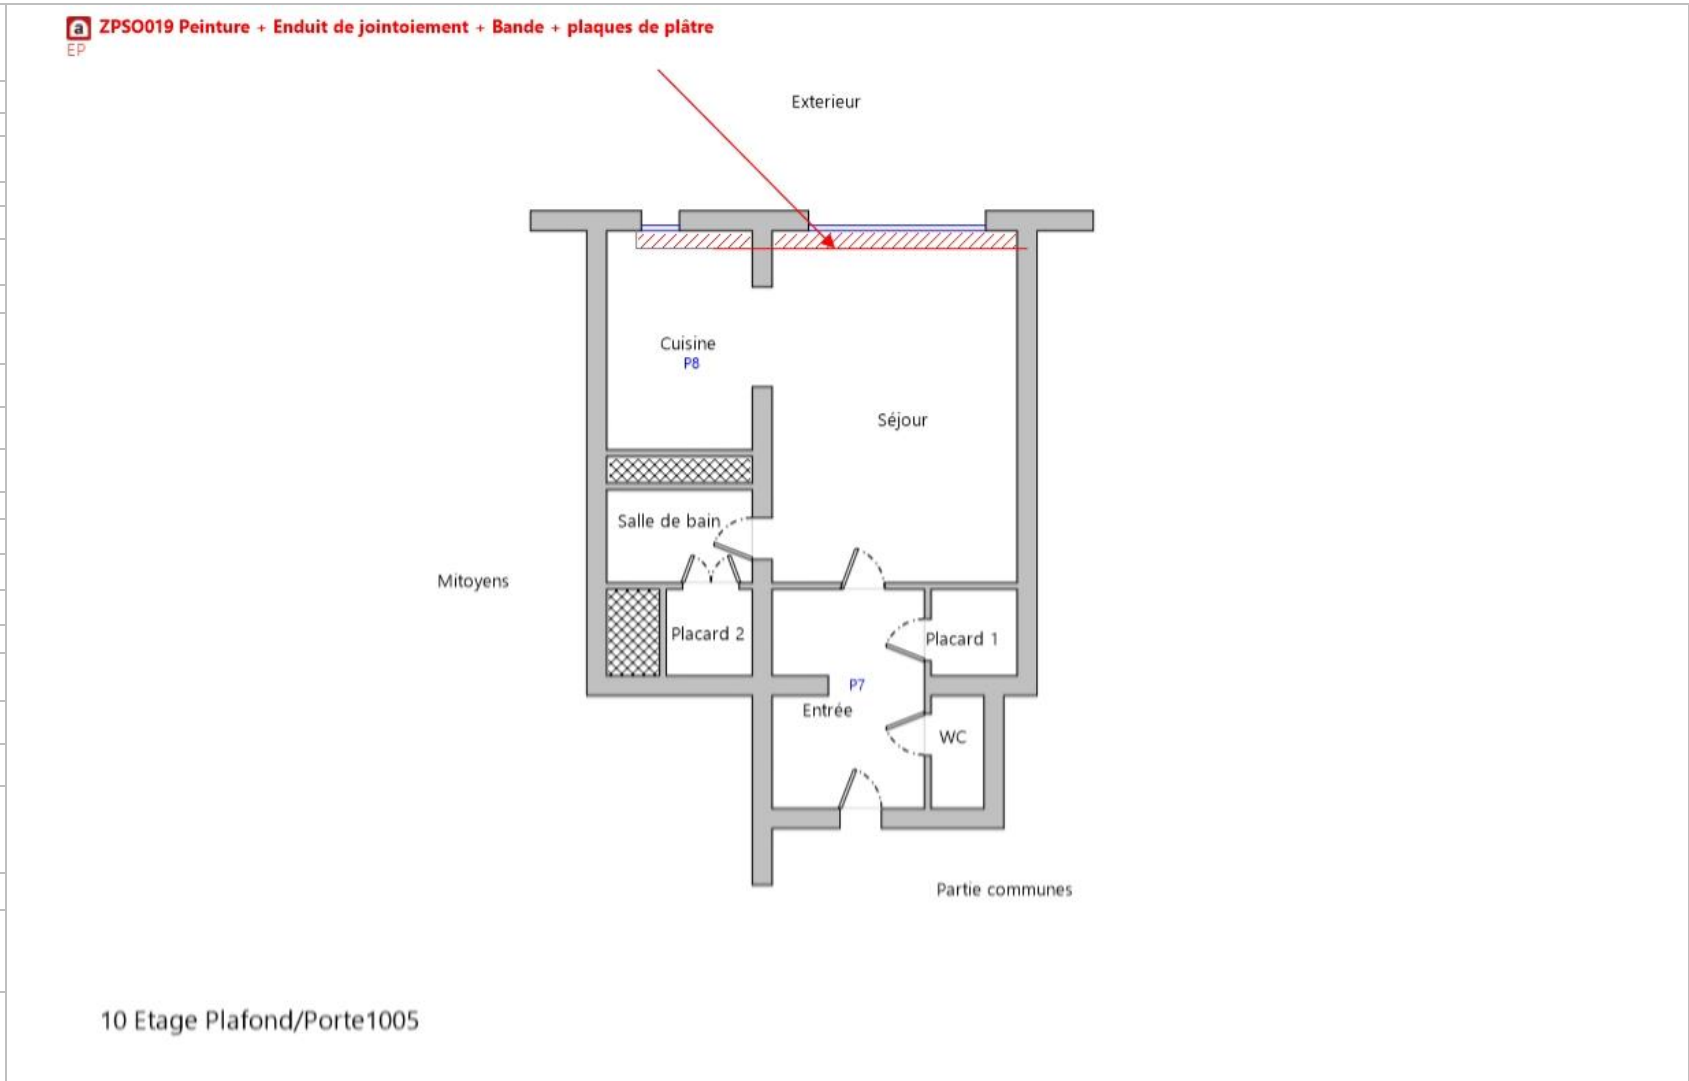 a ZPSO019 Peinture + Enduit de jointoiement + Bande + plaques de plâtre
EP
Exterieur
Cuisine
P8
Séjour
Salle de bain
Mitoyens
Placard 2
Placard 1
P7
Entrée
WC
Partie communes
10 Etage Plafond/Porte1005